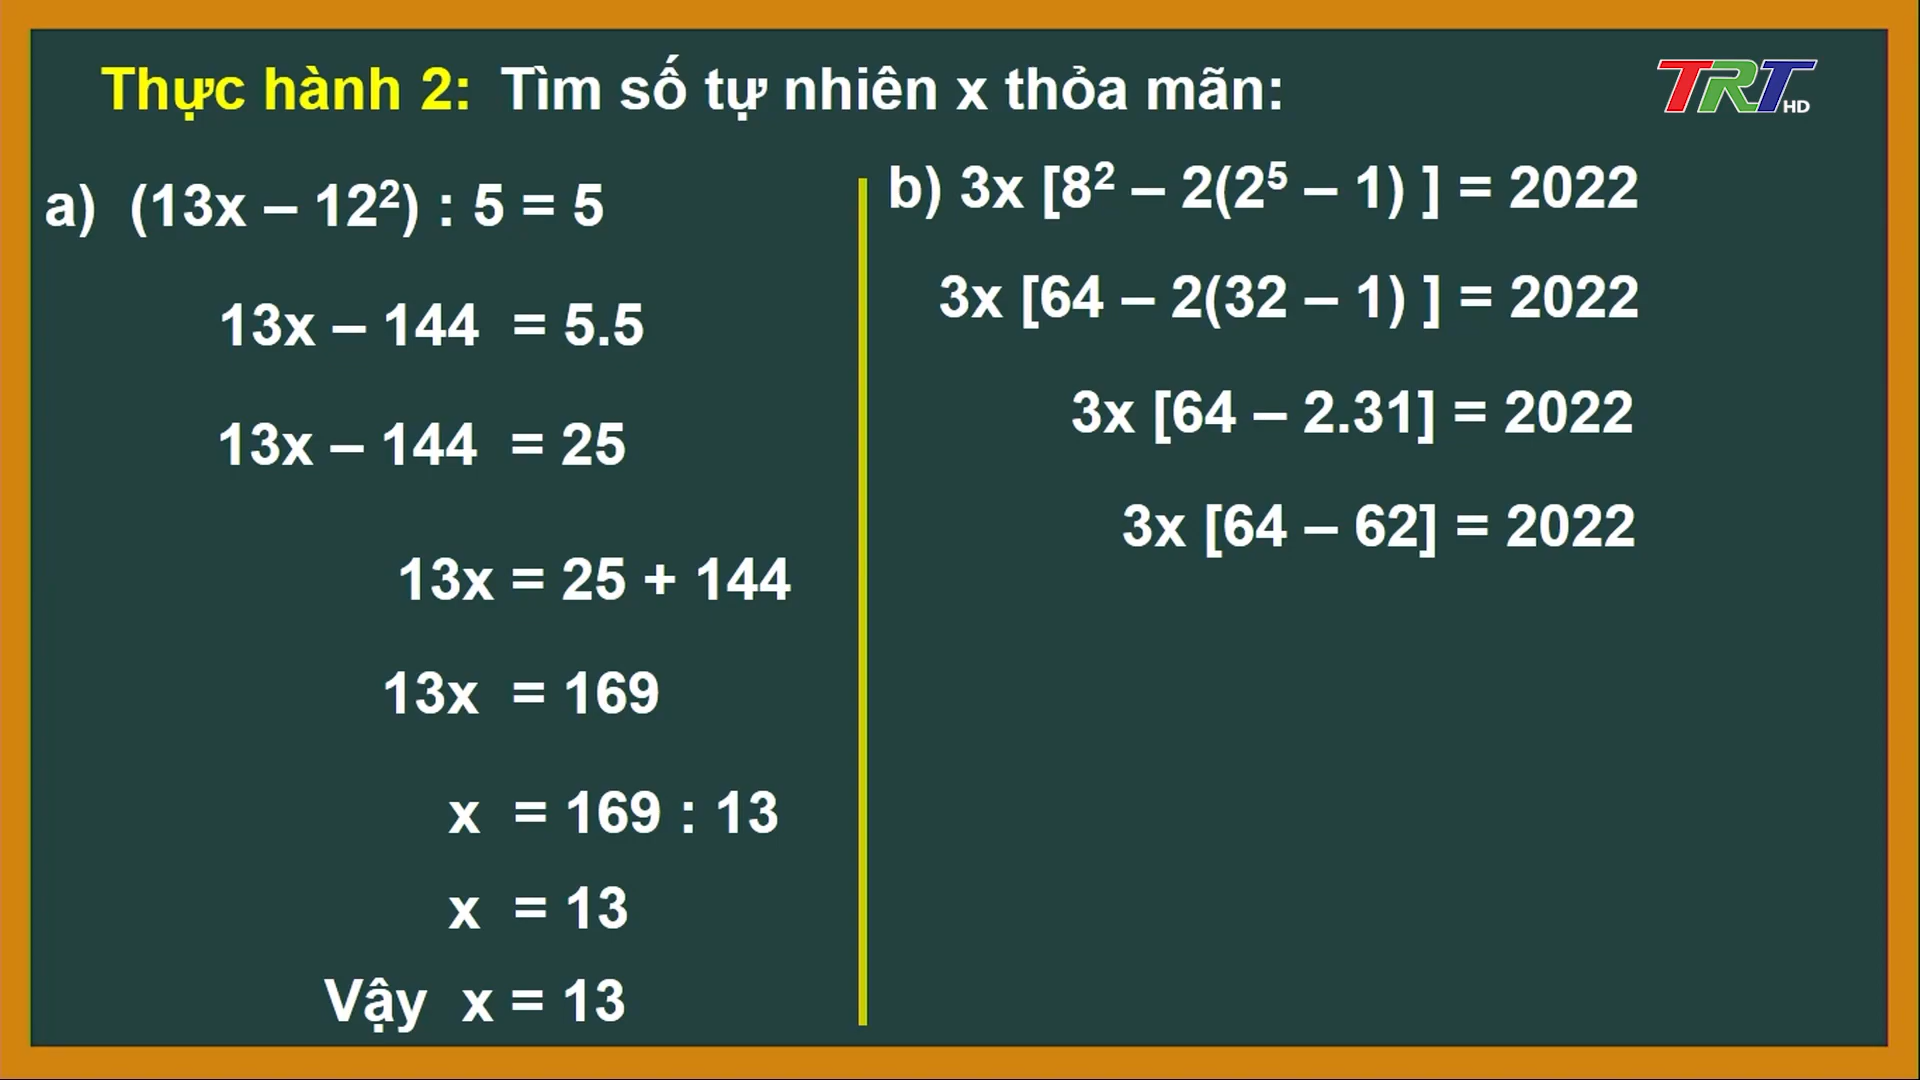 Thực hành 2: Tìm số tự nhiên x thỏa mãn:
TRT HD
a) (13x – 12²) : 5 = 5
13x – 144 = 5.5
13x – 144 = 25
13x = 25 + 144
13x = 169
x = 169 : 13
x = 13
Vậy x = 13
b) 3x [8² – 2(2⁵ – 1) ] = 2022
3x [64 – 2(32 – 1) ] = 2022
3x [64 – 2.31] = 2022
3x [64 – 62] = 2022